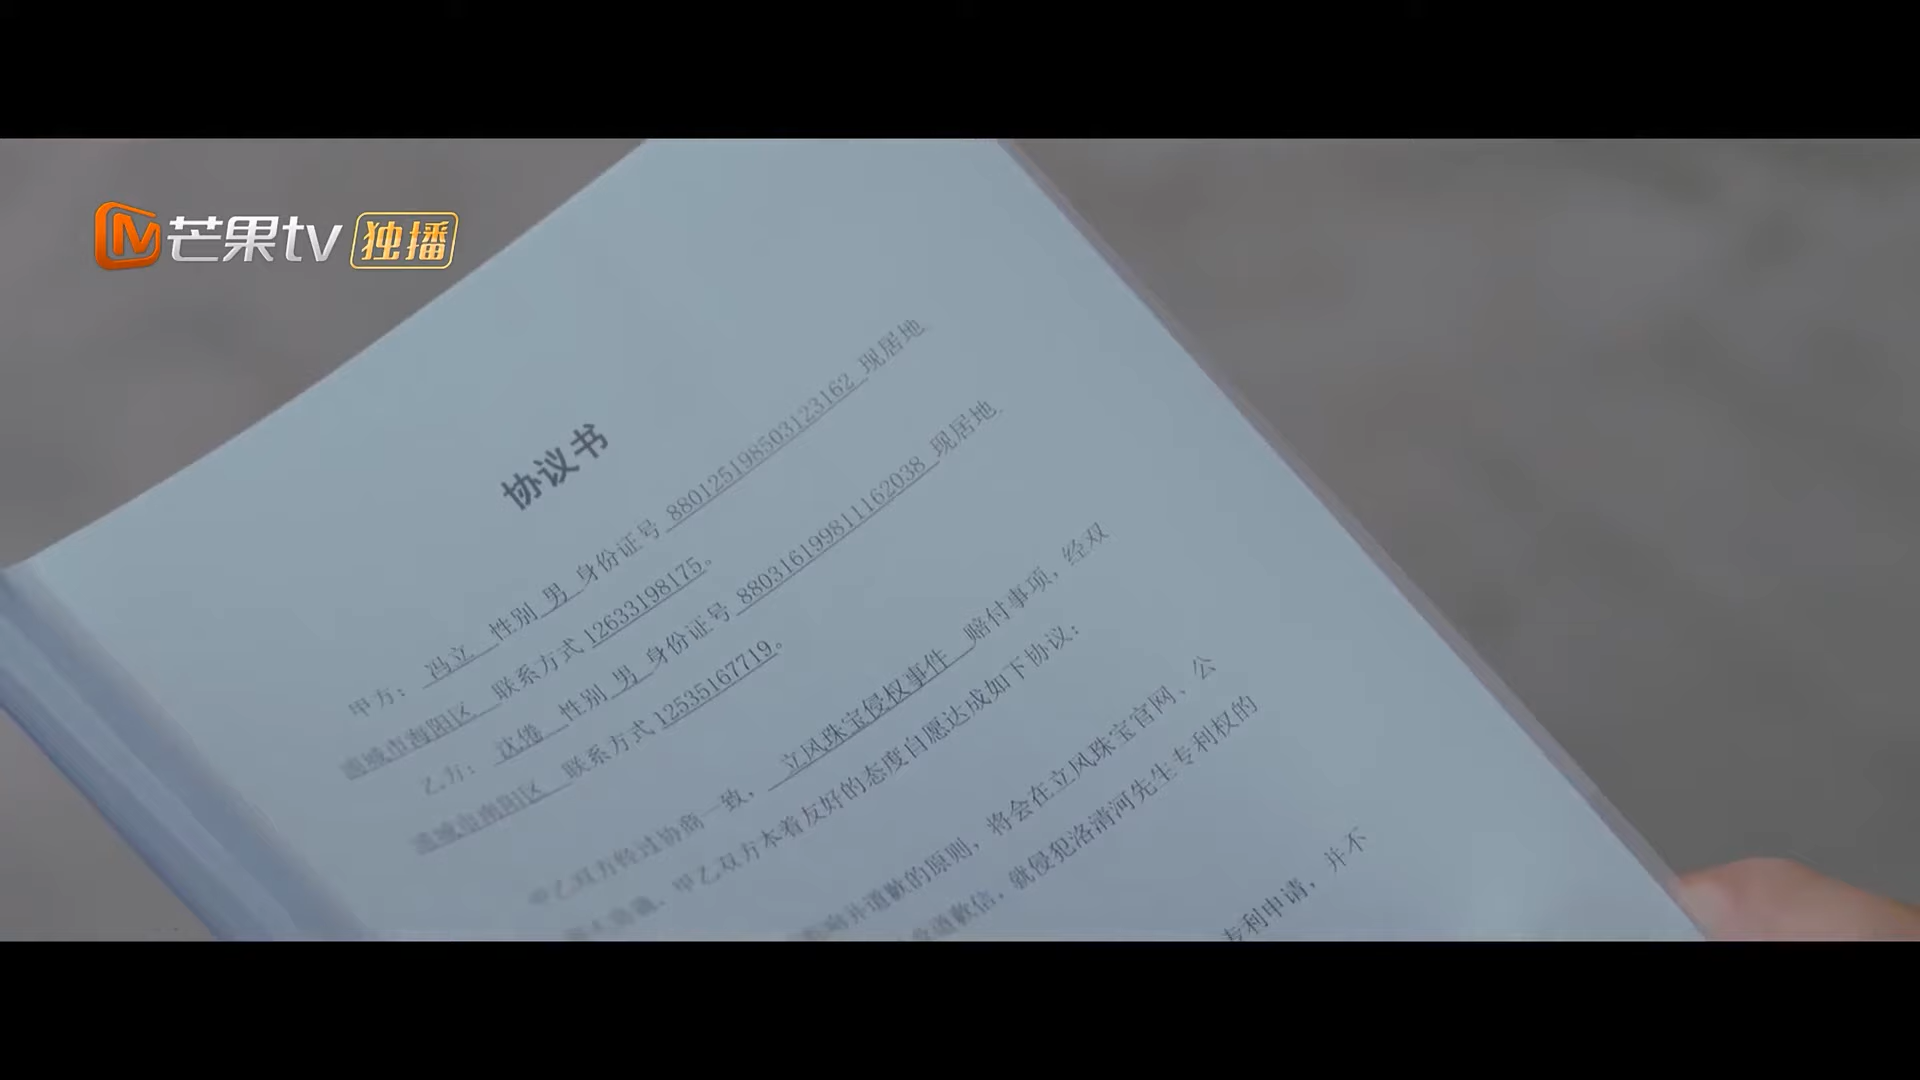 芒果tv 独播
协议书
甲方： 冯立 性别 男 身份证号 880125198503123162 现居地
城市海阳区 联系方式 12633198175。
乙方： 沈倦 性别 男 身份证号 880316199811162038 现居地
城市南阳区 联系方式 12535167719。
甲乙双方经过协商一致， 立风珠宝侵权事件 赔付事项，经双
甲乙双方本着友好的态度自愿达成如下协议：
并道歉的原则，将会在立风珠宝官网、公
道歉信，就侵犯洛清河先生专利权的
专利申请，并不